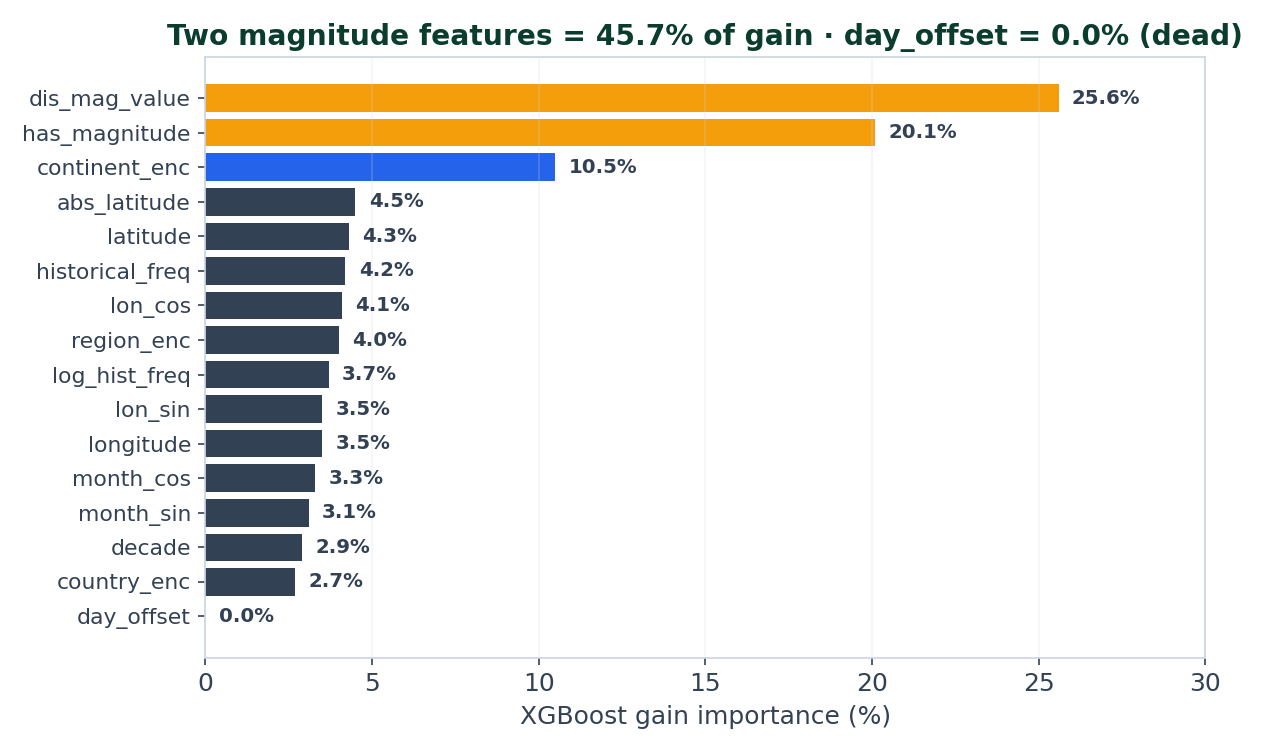 Two magnitude features = 45.7% of gain · day_offset = 0.0% (dead)
dis_mag_value 25.6%
has_magnitude 20.1%
continent_enc 10.5%
abs_latitude 4.5%
latitude 4.3%
historical_freq 4.2%
lon_cos 4.1%
region_enc 4.0%
log_hist_freq 3.7%
lon_sin 3.5%
longitude 3.5%
month_cos 3.3%
month_sin 3.1%
decade 2.9%
country_enc 2.7%
day_offset 0.0%
0 5 10 15 20 25 30
XGBoost gain importance (%)